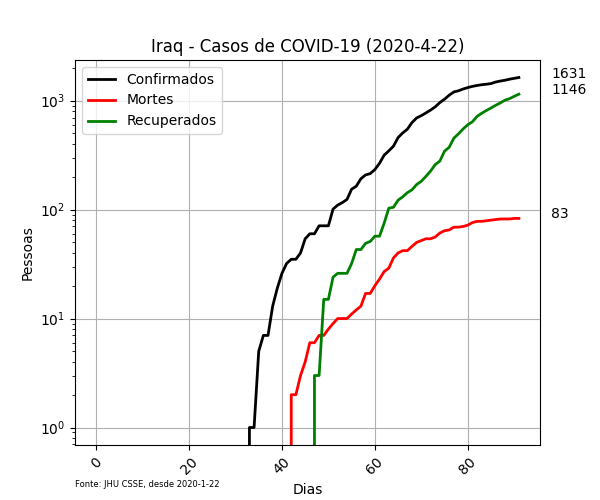 Iraq - Casos de COVID-19 (2020-4-22)
Confirmados
Mortes
Recuperados
1631
1146
83
10³
10²
10¹
10⁰
Pessoas
0
20
40
60
80
Dias
Fonte: JHU CSSE, desde 2020-1-22